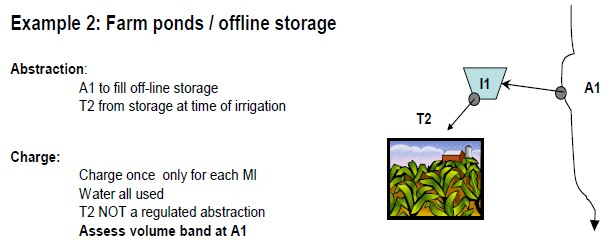 Example 2: Farm ponds / offline storage
Abstraction:
A1 to fill off-line storage
T2 from storage at time of irrigation
Charge:
Charge once only for each Ml
Water all used
T2 NOT a regulated abstraction
Assess volume band at A1
I1
A1
T2